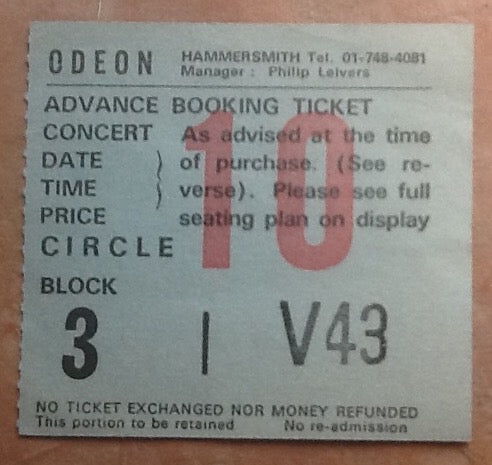 ODEON HAMMERSMITH Tel. 01-748-4081
Manager : Philip Leivers
ADVANCE BOOKING TICKET
CONCERT As advised at the time
DATE ) of purchase. (See re-
TIME ) verse). Please see full
PRICE seating plan on display
10
CIRCLE
BLOCK
3 | V43
NO TICKET EXCHANGED NOR MONEY REFUNDED
This portion to be retained No re-admission